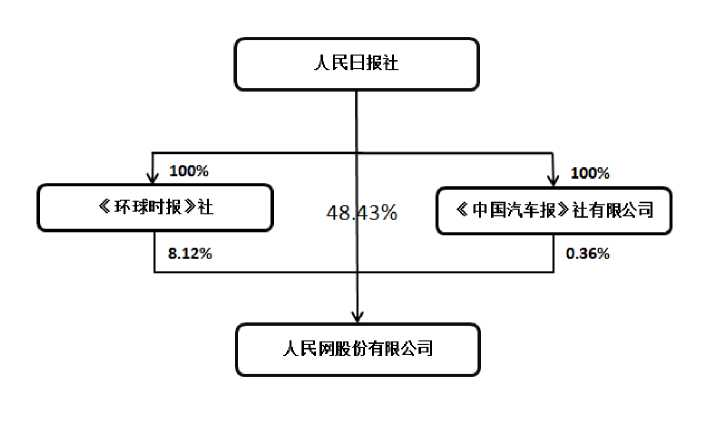 人民日报社
100%
100%
《环球时报》社
48.43%
《中国汽车报》社有限公司
8.12%
0.36%
人民网股份有限公司